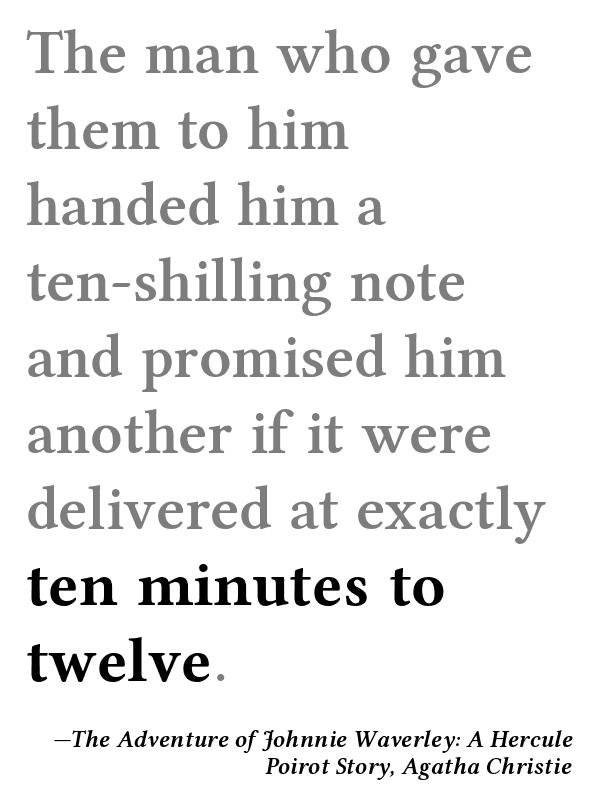 The man who gave
them to him
handed him a
ten-shilling note
and promised him
another if it were
delivered at exactly
ten minutes to
twelve.
—The Adventure of Johnnie Waverley: A Hercule
Poirot Story, Agatha Christie